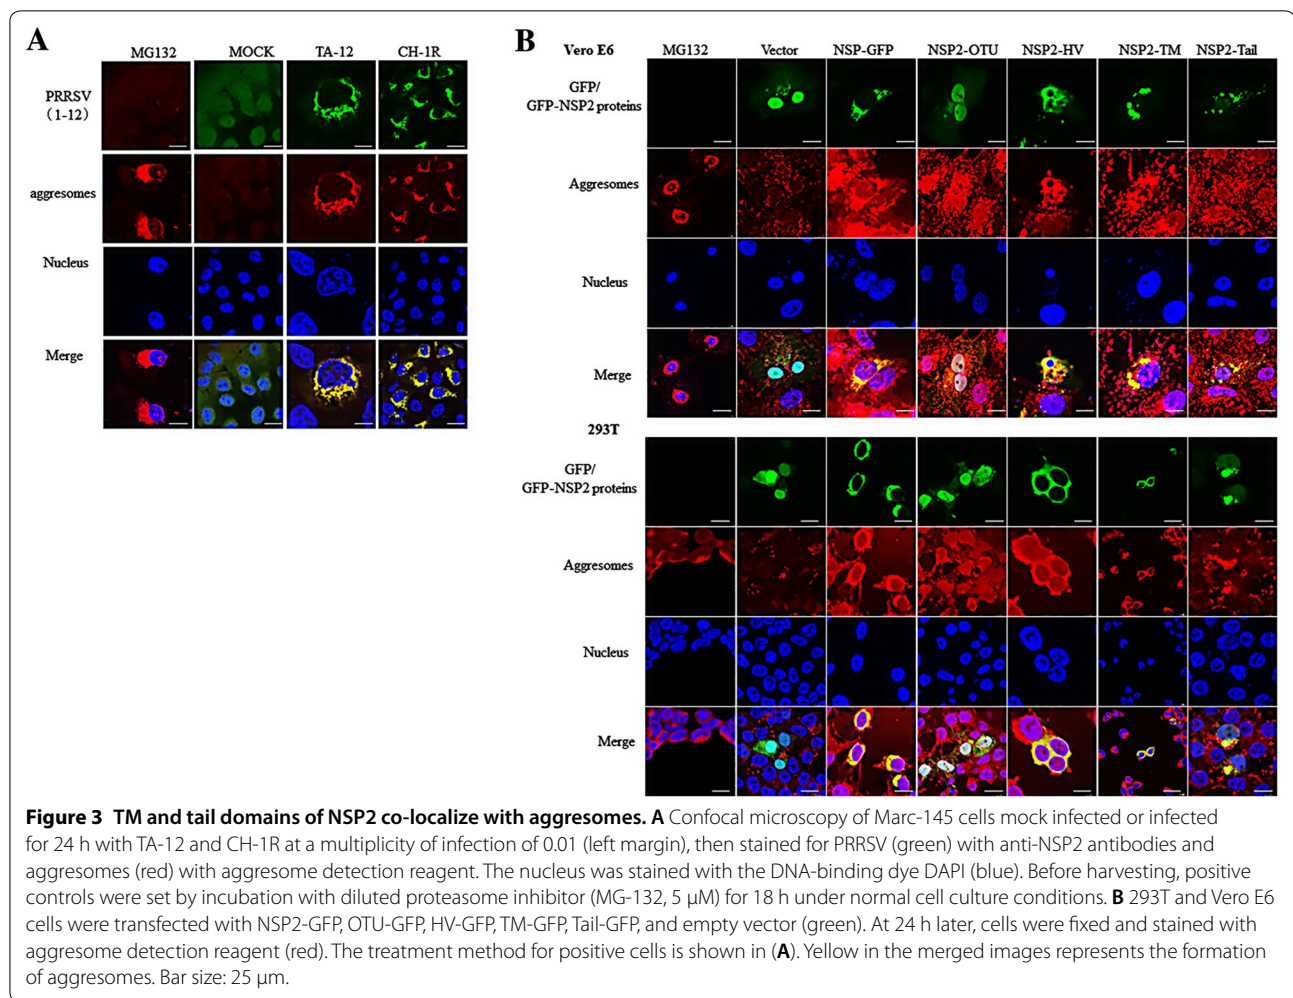 A
MG132 MOCK TA-12 CH-1R
PRRSV
(1-12)
aggresomes
Nucleus
Merge
B
Vero E6 MG132 Vector NSP-GFP NSP2-OTU NSP2-HV NSP2-TM NSP2-Tail
GFP/
GFP-NSP2 proteins
Aggresomes
Nucleus
Merge
293T
GFP/
GFP-NSP2 proteins
Aggresomes
Nucleus
Merge
Figure 3 TM and tail domains of NSP2 co-localize with aggresomes. A Confocal microscopy of Marc-145 cells mock infected or infected
for 24 h with TA-12 and CH-1R at a multiplicity of infection of 0.01 (left margin), then stained for PRRSV (green) with anti-NSP2 antibodies and
aggresomes (red) with aggresome detection reagent. The nucleus was stained with the DNA-binding dye DAPI (blue). Before harvesting, positive
controls were set by incubation with diluted proteasome inhibitor (MG-132, 5 μM) for 18 h under normal cell culture conditions. B 293T and Vero E6
cells were transfected with NSP2-GFP, OTU-GFP, HV-GFP, TM-GFP, Tail-GFP, and empty vector (green). At 24 h later, cells were fixed and stained with
aggresome detection reagent (red). The treatment method for positive cells is shown in (A). Yellow in the merged images represents the formation
of aggresomes. Bar size: 25 μm.